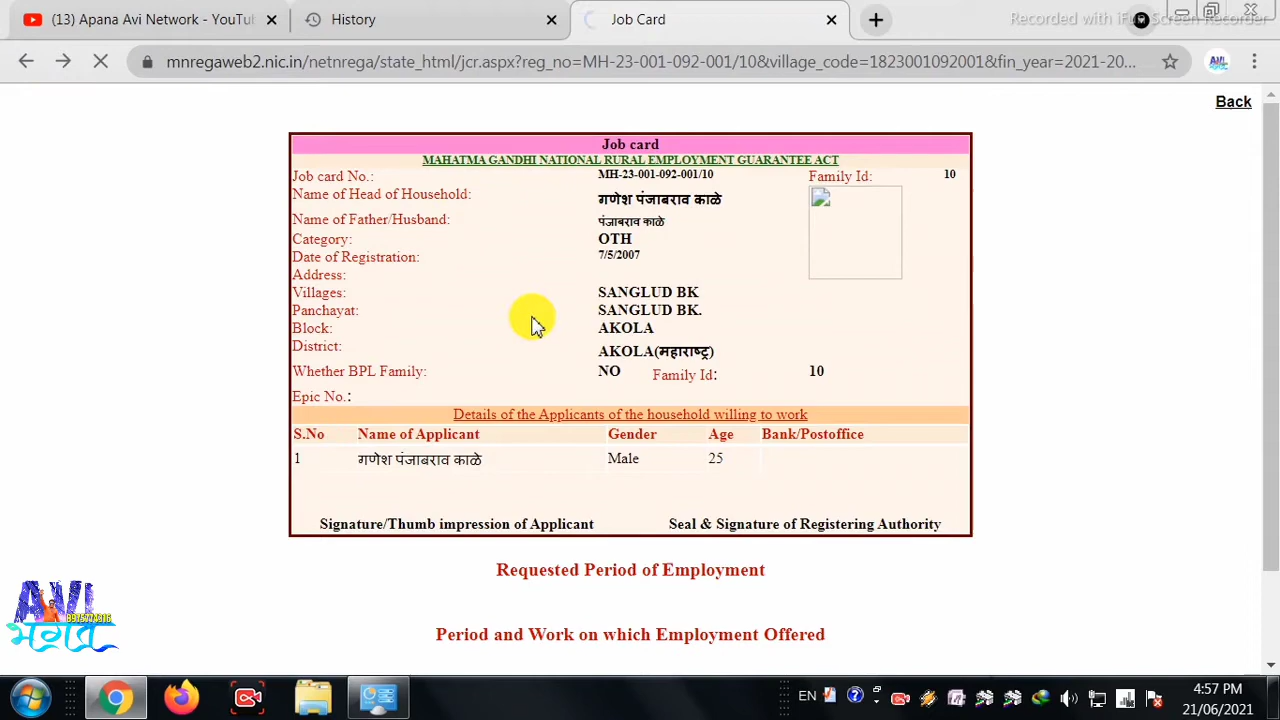 (13) Apana Avi Network - YouTu
History
Job Card
Recorded with iFun Screen Recorder
mnregaweb2.nic.in/netnrega/state_html/jcr.aspx?reg_no=MH-23-001-092-001/10&village_code=1823001092001&fin_year=2021-20...
Back
Job card
MAHATMA GANDHI NATIONAL RURAL EMPLOYMENT GUARANTEE ACT
Job card No.: MH-23-001-092-001/10 Family Id: 10
Name of Head of Household: गणेश पंजाबराव काळे
Name of Father/Husband: पंजाबराव काळे
Category: OTH
Date of Registration: 7/5/2007
Address:
Villages: SANGLUD BK
Panchayat: SANGLUD BK.
Block: AKOLA
District: AKOLA(महाराष्ट्र)
Whether BPL Family: NO Family Id: 10
Epic No.:
Details of the Applicants of the household willing to work
S.No Name of Applicant Gender Age Bank/Postoffice
1 गणेश पंजाबराव काळे Male 25
Signature/Thumb impression of Applicant Seal & Signature of Registering Authority
Requested Period of Employment
Period and Work on which Employment Offered
AVI
8975774316
भगत
EN
4:57 PM
21/06/2021